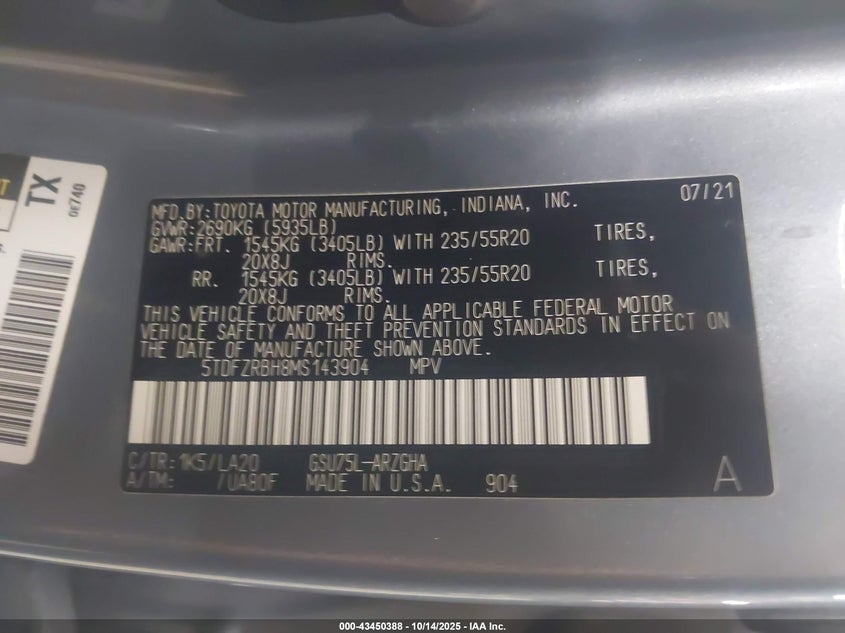 TX
0E740
MFD.BY:TOYOTA MOTOR MANUFACTURING, INDIANA, INC. 07/21
GVWR:2690KG (5935LB)
GAWR:FRT. 1545KG (3405LB) WITH 235/55R20 TIRES,
20X8J RIMS.
RR. 1545KG (3405LB) WITH 235/55R20 TIRES,
20X8J RIMS.
THIS VEHICLE CONFORMS TO ALL APPLICABLE FEDERAL MOTOR
VEHICLE SAFETY AND THEFT PREVENTION STANDARDS IN EFFECT ON
THE DATE OF MANUFACTURE SHOWN ABOVE.
5TDFZRBH8MS143904 MPV
C/TR:1K5/LA20 GSU75L-ARZGHA
A/TM: /UA80F MADE IN U.S.A. 904 A
000-43450388 - 10/14/2025 - IAA Inc.